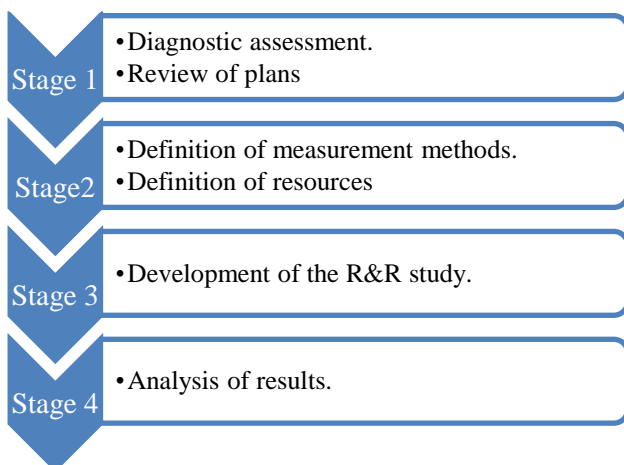 Stage 1
•Diagnostic assessment.
•Review of plans
Stage2
•Definition of measurement methods.
•Definition of resources
Stage 3
•Development of the R&R study.
Stage 4
•Analysis of results.